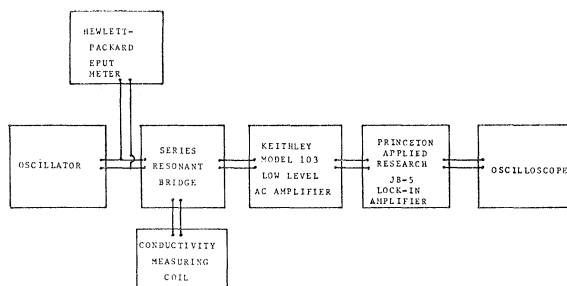 HEWLETT-
PACKARD
EPUT
METER
OSCILLATOR
SERIES
RESONANT
BRIDGE
KEITHLEY
MODEL 103
LOW LEVEL
AC AMPLIFIER
PRINCETON
APPLIED
RESEARCH
JB-5
LOCK-IN
AMPLIFIER
OSCILLOSCOPE
CONDUCTIVITY
MEASURING
COIL